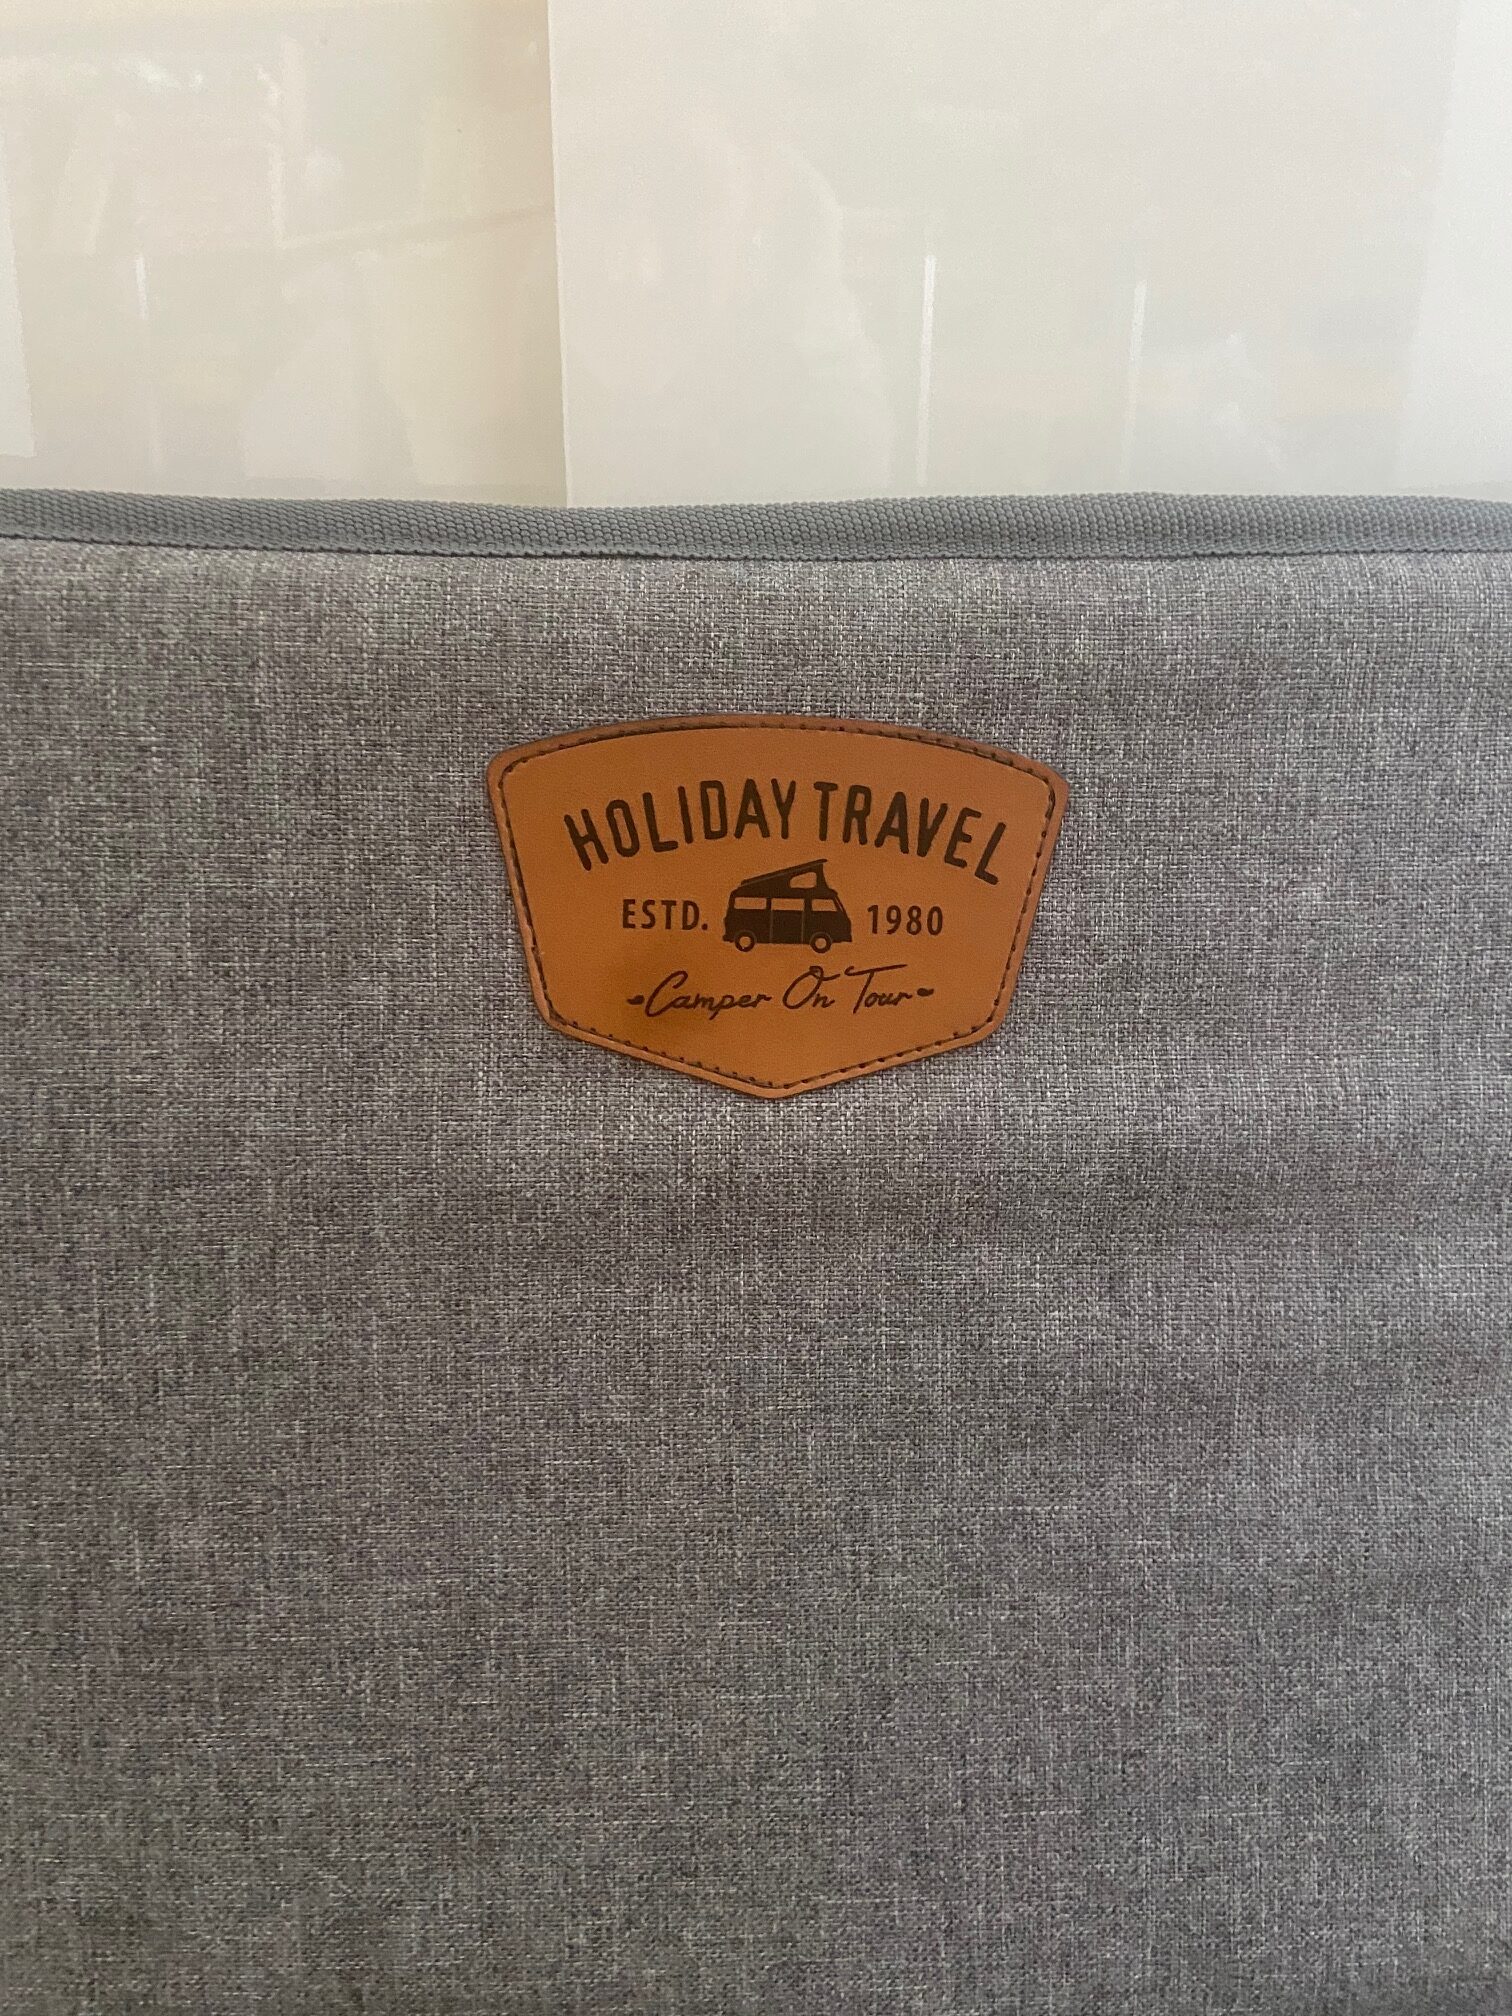 HOLIDAY TRAVEL
ESTD. 1980
Camper On Tour